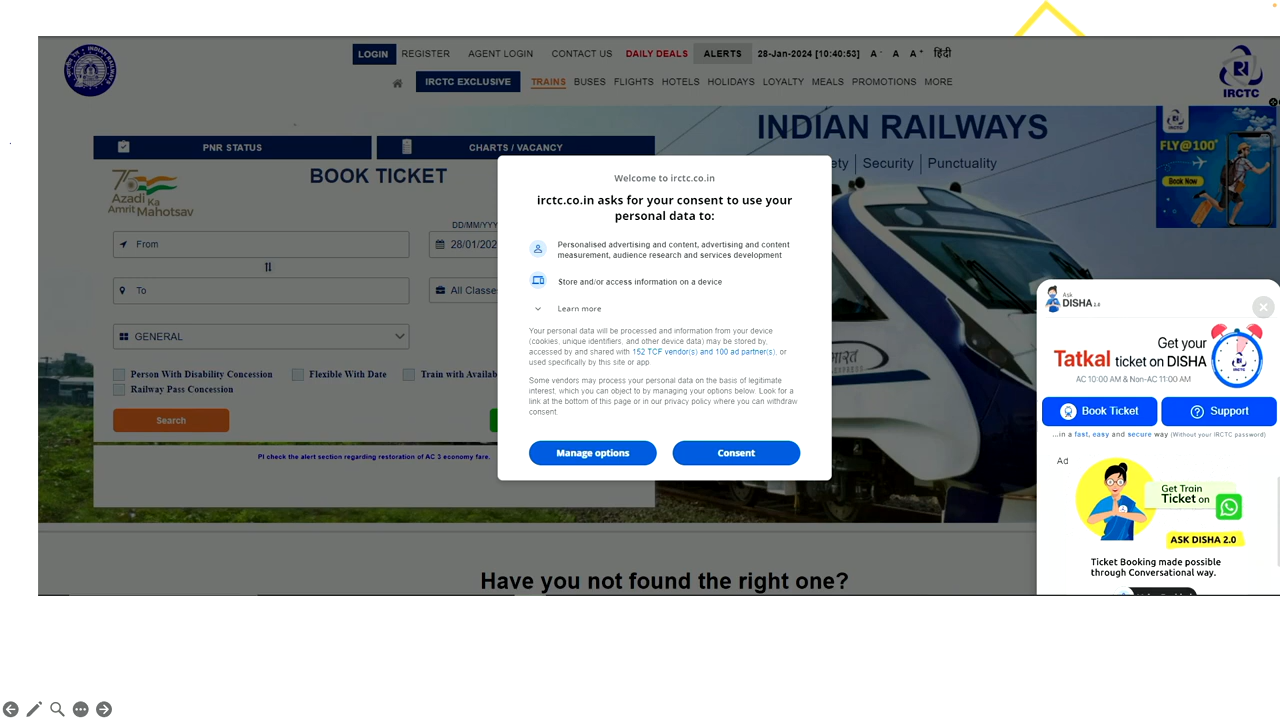 LOGIN REGISTER AGENT LOGIN CONTACT US DAILY DEALS ALERTS 28-Jan-2024 [10:40:53] A- A A+ हिंदी
IRCTC EXCLUSIVE TRAINS BUSES FLIGHTS HOTELS HOLIDAYS LOYALTY MEALS PROMOTIONS MORE
IRCTC
INDIAN RAILWAYS
Security | Punctuality
PNR STATUS
CHARTS / VACANCY
BOOK TICKET
Azadi Ka
Amrit Mahotsav
DD/MM/YYY
From
28/01/202
To
All Classe
GENERAL
Person With Disability Concession
Flexible With Date
Train with Availab
Railway Pass Concession
Search
Pl check the alert section regarding restoration of AC 3 economy fare.
Have you not found the right one?
Welcome to irctc.co.in
irctc.co.in asks for your consent to use your
personal data to:
Personalised advertising and content, advertising and content
measurement, audience research and services development
Store and/or access information on a device
Learn more
Your personal data will be processed and information from your device
(cookies, unique identifiers, and other device data) may be stored by,
accessed by and shared with 152 TCF vendor(s) and 100 ad partner(s), or
used specifically by this site or app.
Some vendors may process your personal data on the basis of legitimate
interest, which you can object to by managing your options below. Look for a
link at the bottom of this page or in our privacy policy where you can withdraw
consent.
Manage options
Consent
FLY@100*
Book Now
Ask
DISHA 2.0
Get your
Tatkal ticket on DISHA
AC 10:00 AM & Non-AC 11:00 AM
Book Ticket
Support
...in a fast, easy and secure way (Without your IRCTC password)
Ad
Get Train
Ticket on
ASK DISHA 2.0
Ticket Booking made possible
through Conversational way.